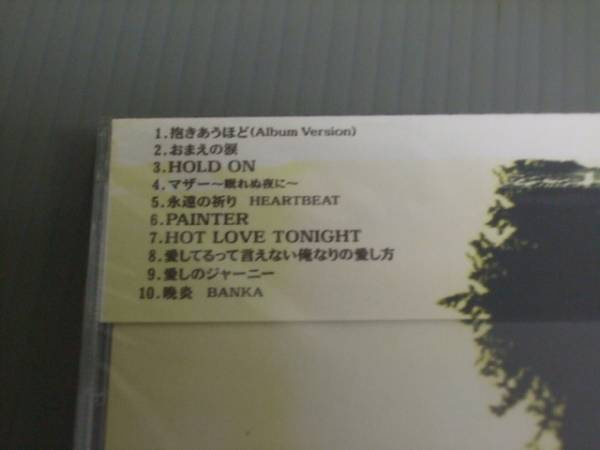 1.抱きあうほど(Album Version)
2.おまえの涙
3.HOLD ON
4.マザー～眠れぬ夜に～
5.永遠の祈り HEARTBEAT
6.PAINTER
7.HOT LOVE TONIGHT
8.愛してるって言えない俺なりの愛し方
9.愛しのジャーニー
10.晩炎 BANKA